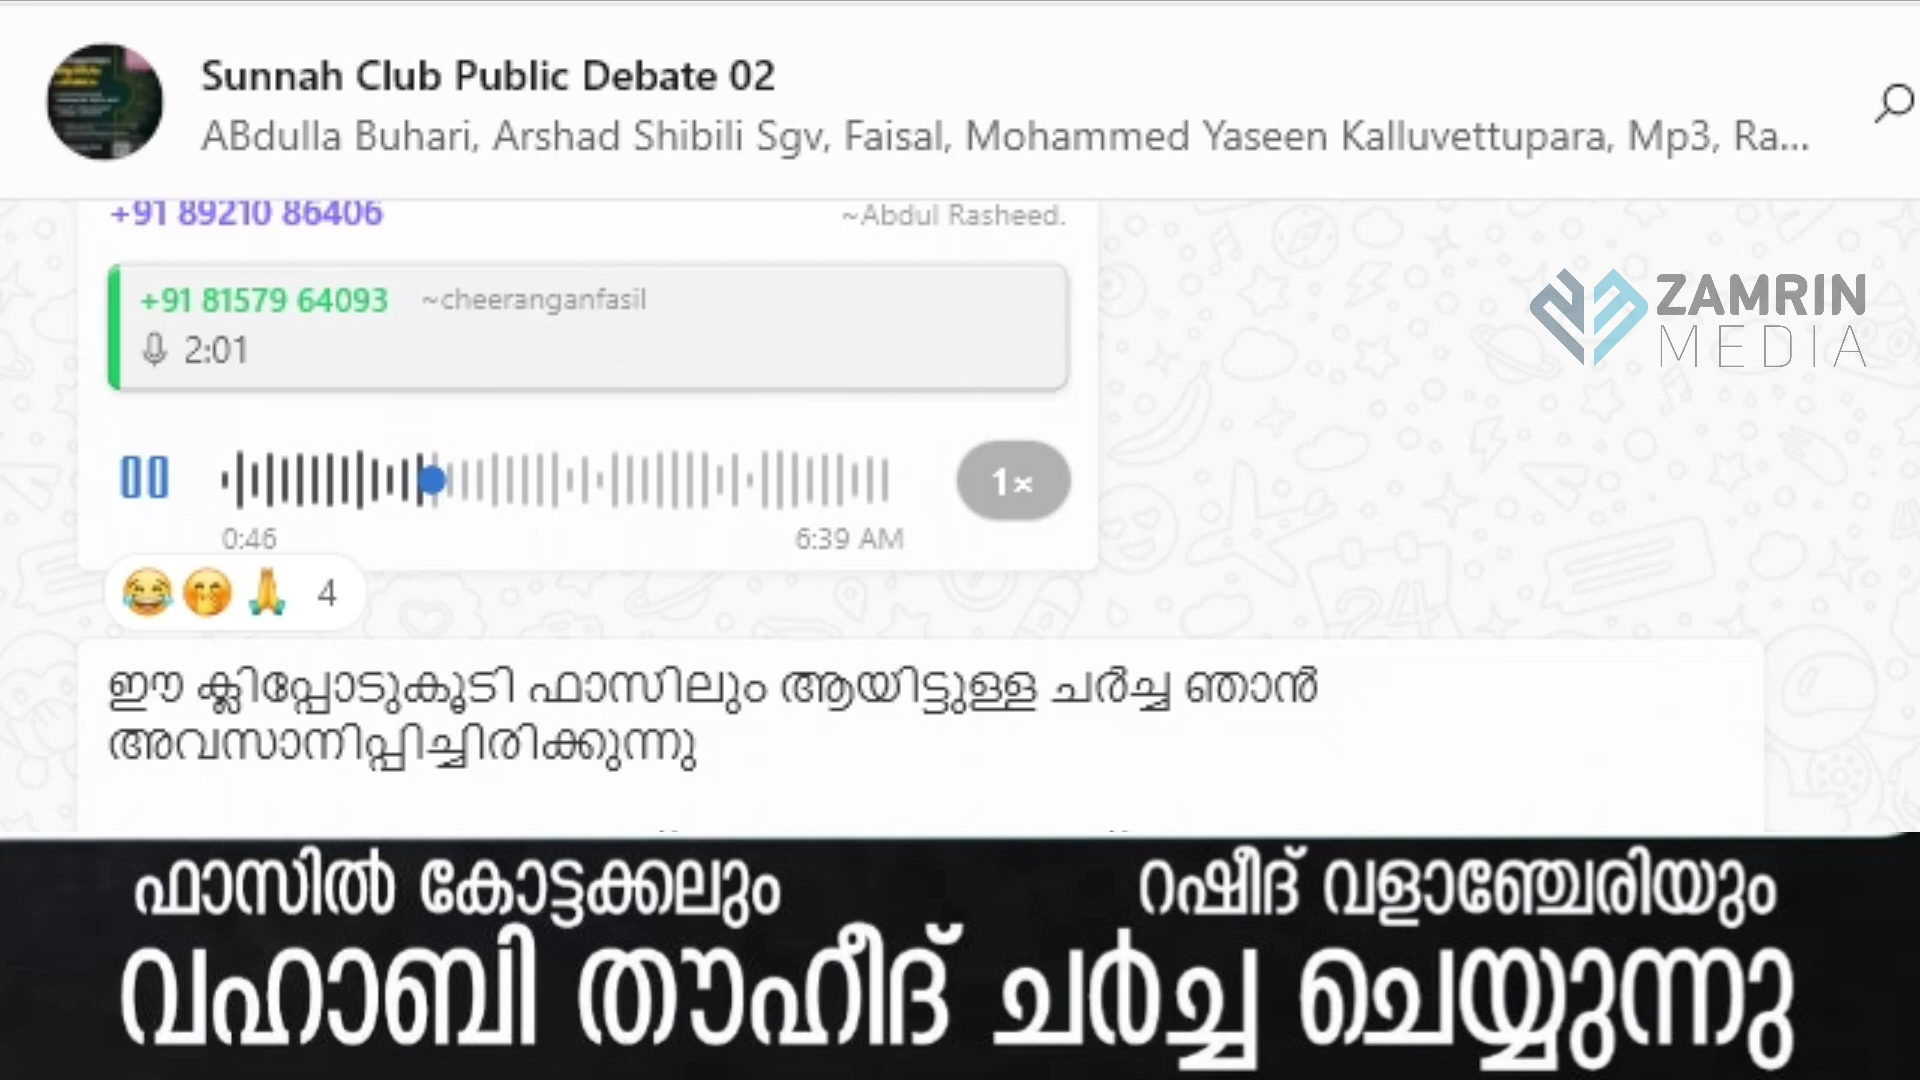 Sunnah Club Public Debate 02
ABdulla Buhari, Arshad Shibili Sgv, Faisal, Mohammed Yaseen Kalluvettupara, Mp3, Ra...
+91 89210 86406 ~Abdul Rasheed.
+91 81579 64093 ~cheeranganfasil
2:01
ZAMRIN
MEDIA
1×
0:46 6:39 AM
4
ഈ ക്ലിപ്പോടുകൂടി ഫാസിലും ആയിട്ടുള്ള ചർച്ച ഞാൻ
അവസാനിപ്പിച്ചിരിക്കുന്നു
ഫാസിൽ കോട്ടക്കലും റഷീദ് വളാഞ്ചേരിയും
വഹാബി തൗഹീദ് ചർച്ച ചെയ്യുന്നു